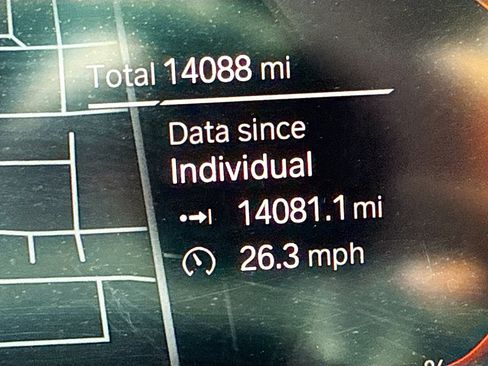 Total 14088 mi
Data since
Individual
14081.1 mi
26.3 mph
%